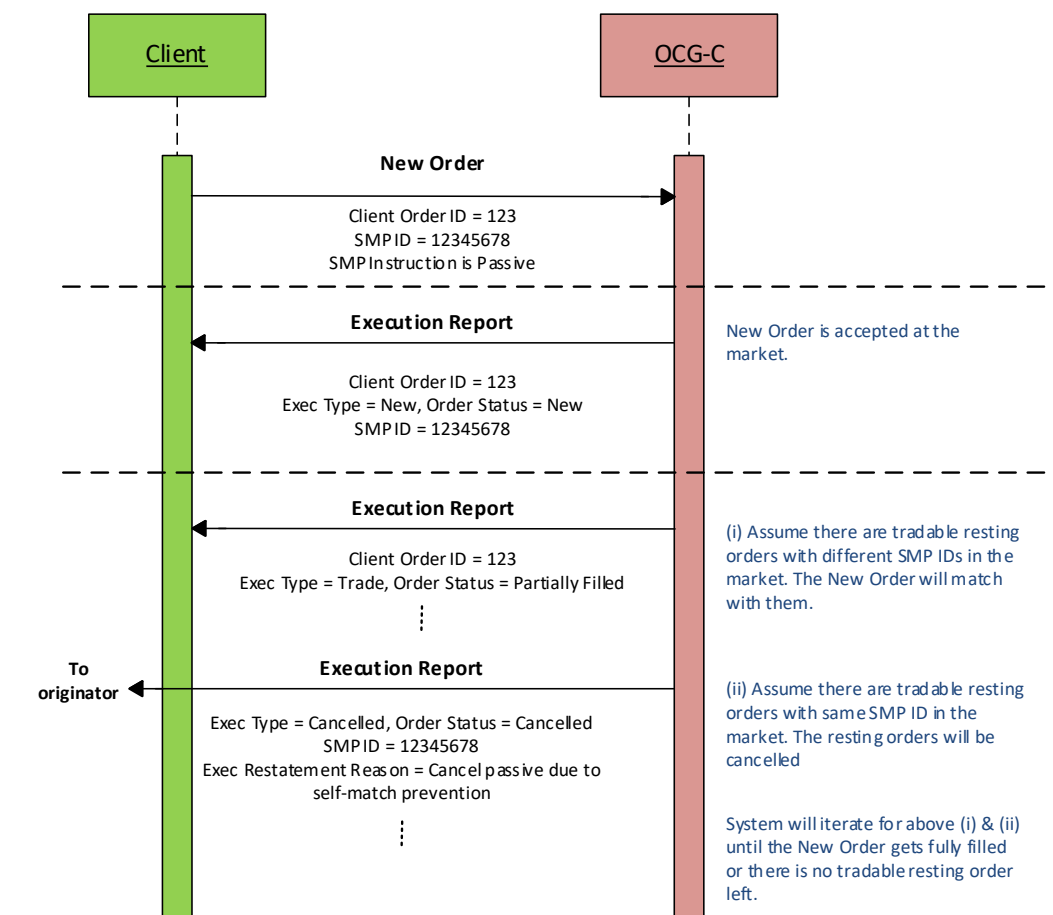 Client
OCG-C
New Order
Client Order ID = 123
SMP ID = 12345678
SMP Instruction is Passive
Execution Report
New Order is accepted at the
market.
Client Order ID = 123
Exec Type = New, Order Status = New
SMP ID = 12345678
Execution Report
Client Order ID = 123
Exec Type = Trade, Order Status = Partially Filled
(i) Assume there are tradable resting
orders with different SMP IDs in the
market. The New Order will match
with them.
To
originator
Execution Report
Exec Type = Cancelled, Order Status = Cancelled
SMP ID = 12345678
Exec Restatement Reason = Cancel passive due to
self-match prevention
(ii) Assume there are tradable resting
orders with same SMP ID in the
market. The resting orders will be
cancelled
System will iterate for above (i) & (ii)
until the New Order gets fully filled
or there is no tradable resting order
left.